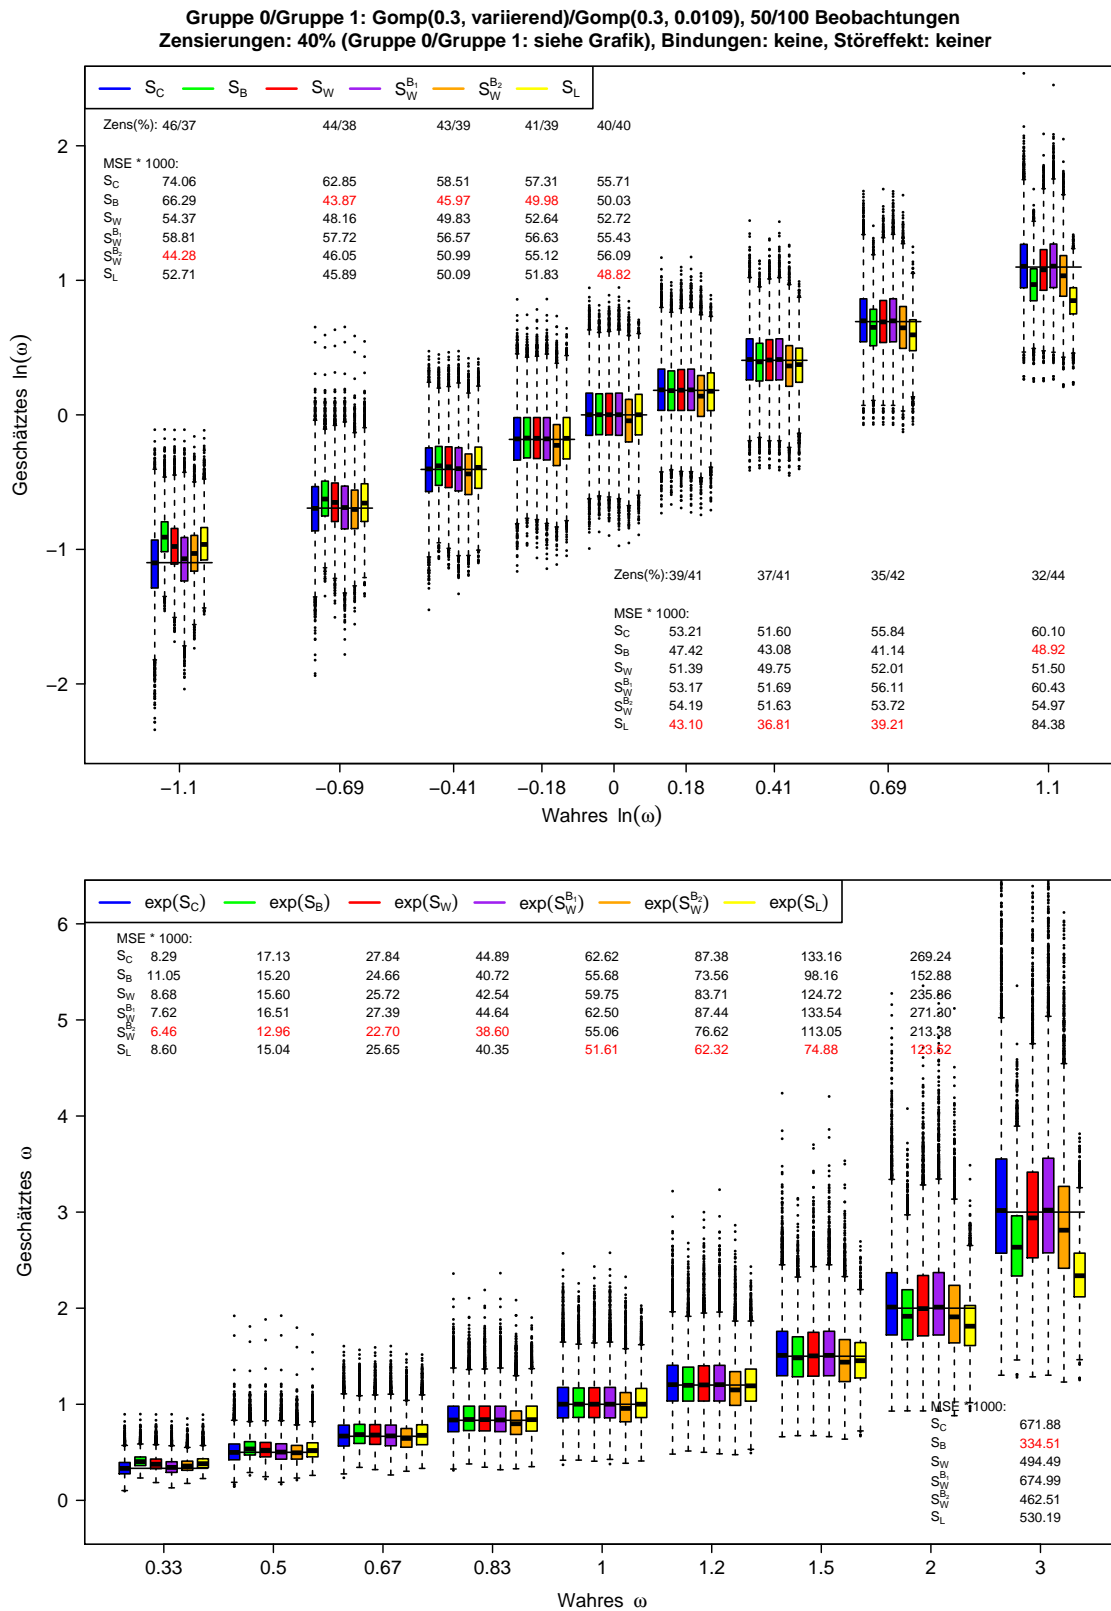 Gruppe 0/Gruppe 1: Gomp(0.3, variierend)/Gomp(0.3, 0.0109), 50/100 Beobachtungen
Zensierungen: 40% (Gruppe 0/Gruppe 1: siehe Grafik), Bindungen: keine, Störeffekt: keiner
S_C S_B S_W S_W^{B_1} S_W^{B_2} S_L
Zens(%): 46/37 44/38 43/39 41/39 40/40
MSE * 1000:
S_C 74.06 62.85 58.51 57.31 55.71
S_B 66.29 43.87 45.97 49.98 50.03
S_W 54.37 48.16 49.83 52.64 52.72
S_W^{B_1} 58.81 57.72 56.57 56.63 55.43
S_W^{B_2} 44.28 46.05 50.99 55.12 56.09
S_L 52.71 45.89 50.09 51.83 48.82
Zens(%): 39/41 37/41 35/42 32/44
MSE * 1000:
S_C 53.21 51.60 55.84 60.10
S_B 47.42 43.08 41.14 48.92
S_W 51.39 49.75 52.01 51.50
S_W^{B_1} 53.17 51.69 56.11 60.43
S_W^{B_2} 54.19 51.63 53.72 54.97
S_L 43.10 36.81 39.21 84.38
2
1
0
−1
−2
Geschätztes ln(ω)
−1.1 −0.69 −0.41 −0.18 0 0.18 0.41 0.69 1.1
Wahres ln(ω)
exp(S_C) exp(S_B) exp(S_W) exp(S_W^{B_1}) exp(S_W^{B_2}) exp(S_L)
MSE * 1000:
S_C 8.29 17.13 27.84 44.89 62.62 87.38 133.16 269.24
S_B 11.05 15.20 24.66 40.72 55.68 73.56 98.16 152.88
S_W 8.68 15.60 25.72 42.54 59.75 83.71 124.72 235.86
S_W^{B_1} 7.62 16.51 27.39 44.64 62.50 87.44 133.54 271.30
S_W^{B_2} 6.46 12.96 22.70 38.60 55.06 76.62 113.05 213.38
S_L 8.60 15.04 25.65 40.35 51.61 62.32 74.88 123.62
MSE * 1000:
S_C 671.88
S_B 334.51
S_W 494.49
S_W^{B_1} 674.99
S_W^{B_2} 462.51
S_L 530.19
6
5
4
3
2
1
0
Geschätztes ω
0.33 0.5 0.67 0.83 1 1.2 1.5 2 3
Wahres ω